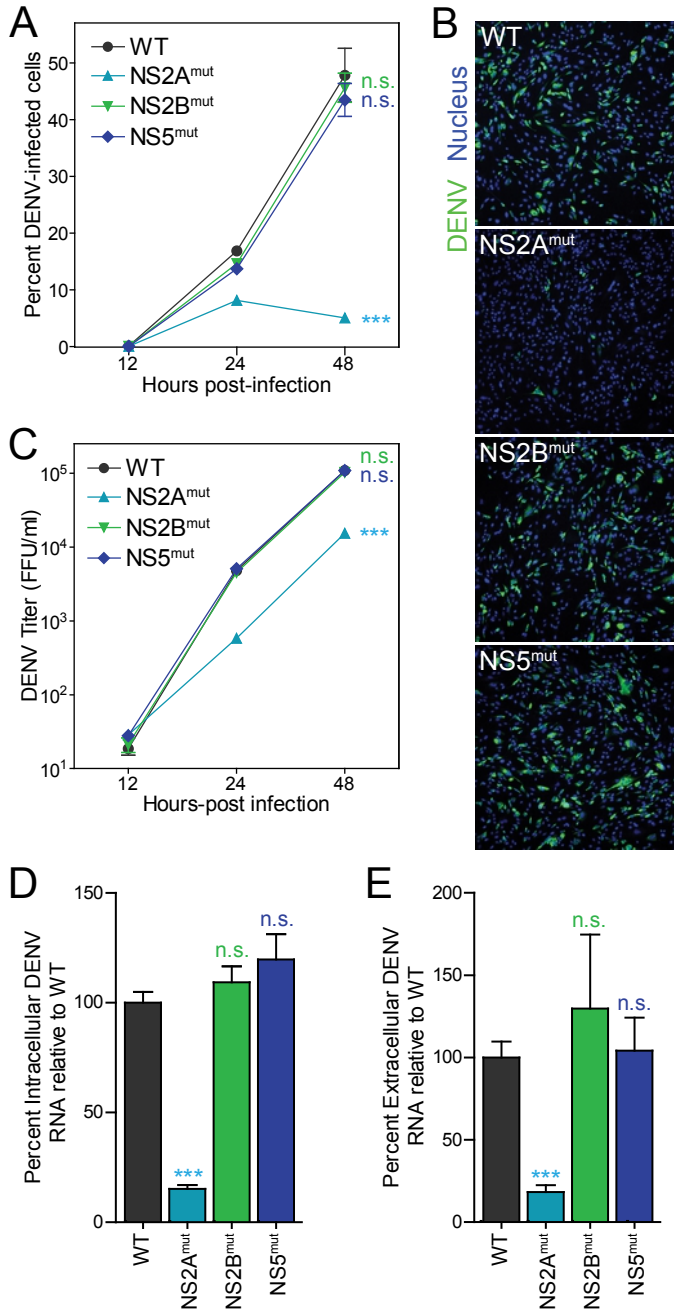 A
WT
NS2A^mut
NS2B^mut
NS5^mut
Percent DENV-infected cells
50
40
30
20
10
0
12
24
48
Hours post-infection
n.s.
n.s.
***
B
DENV Nucleus
WT
NS2A^mut
NS2B^mut
NS5^mut
C
WT
NS2A^mut
NS2B^mut
NS5^mut
DENV Titer (FFU/ml)
10^5
10^4
10^3
10^2
10^1
12
24
48
Hours-post infection
n.s.
n.s.
***
D
Percent Intracellular DENV
RNA relative to WT
150
100
50
0
***
n.s.
n.s.
WT
NS2A^mut
NS2B^mut
NS5^mut
E
Percent Extracellular DENV
RNA relative to WT
200
150
100
50
0
***
n.s.
n.s.
WT
NS2A^mut
NS2B^mut
NS5^mut